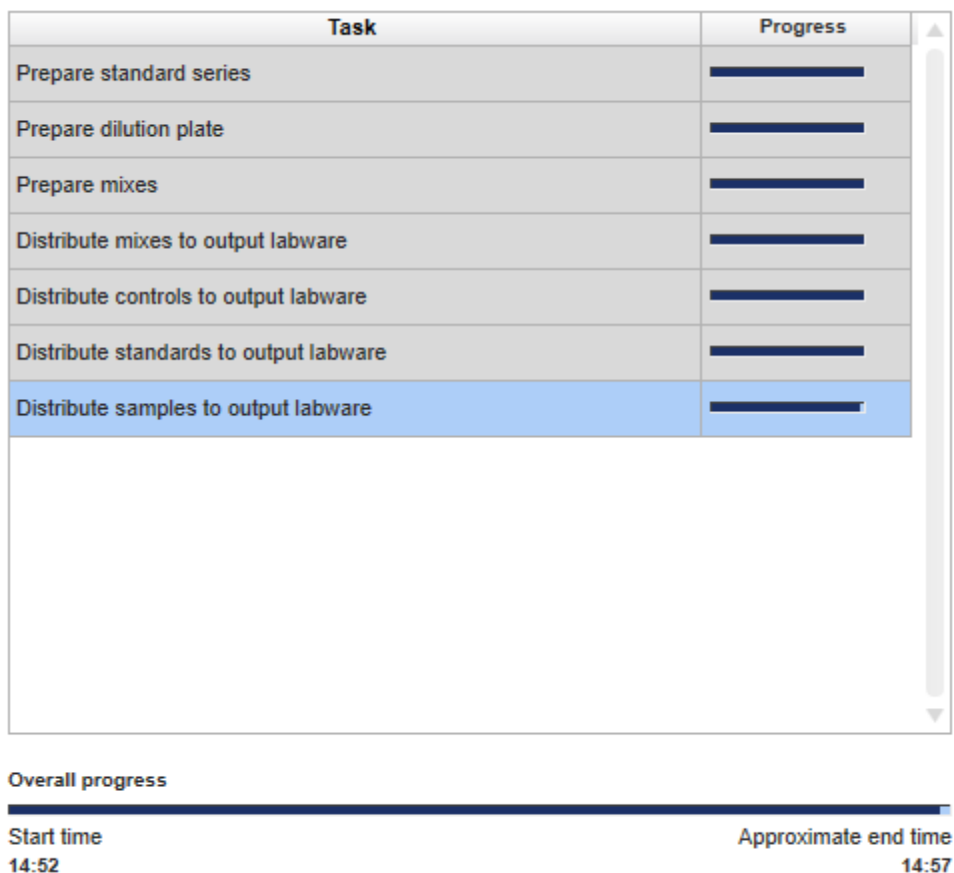 Task Progress
Prepare standard series
Prepare dilution plate
Prepare mixes
Distribute mixes to output labware
Distribute controls to output labware
Distribute standards to output labware
Distribute samples to output labware
Overall progress
Start time Approximate end time
14:52 14:57